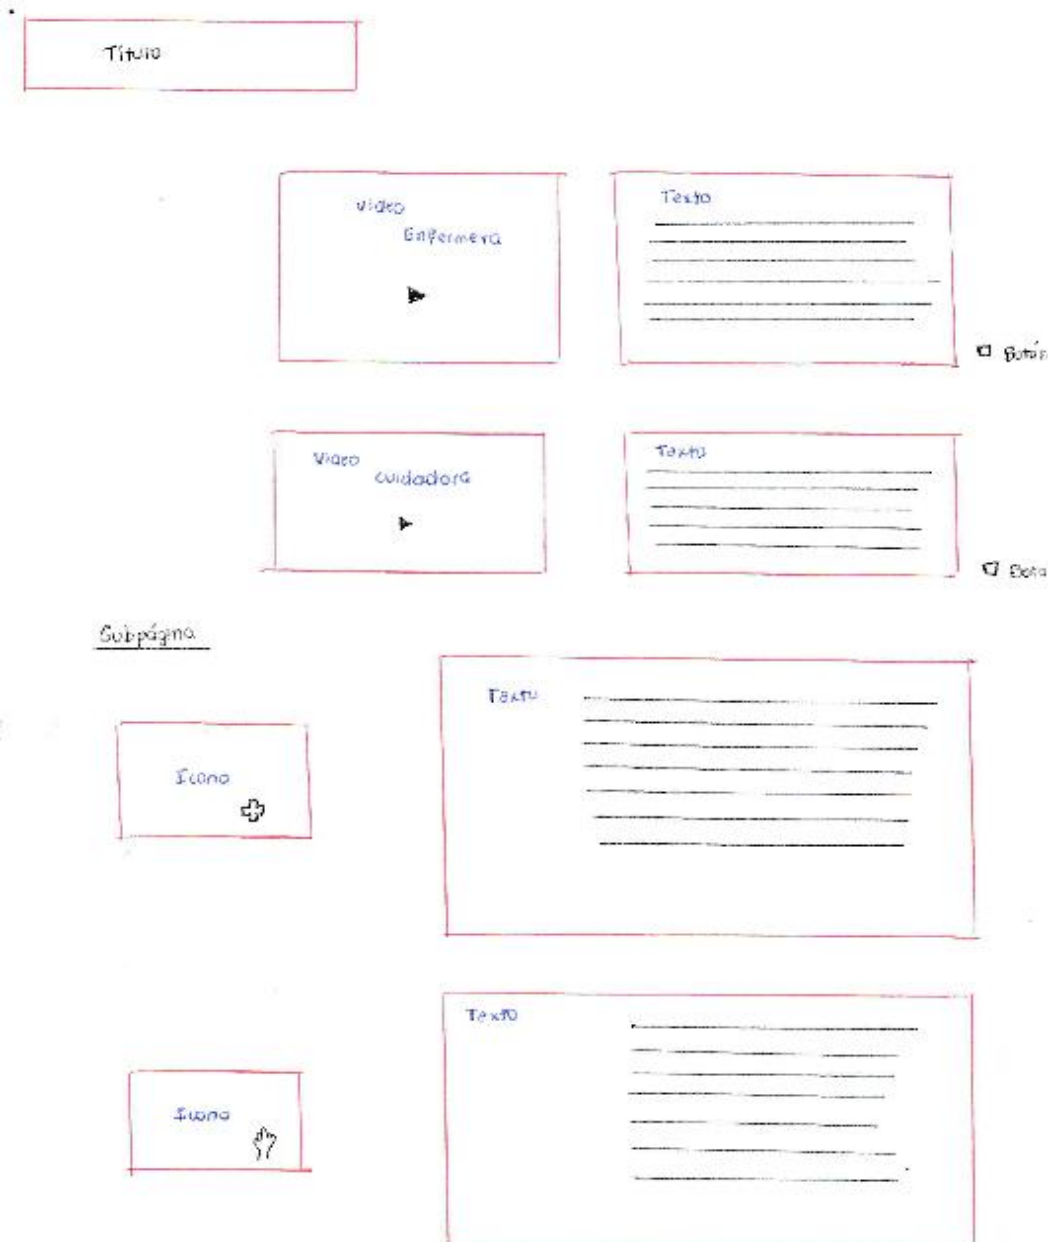 Título
Video
Enfermera
Texto
Botón
Video
cuidadora
Texto
Subpágina
Texto
Icono
Texto
Icono